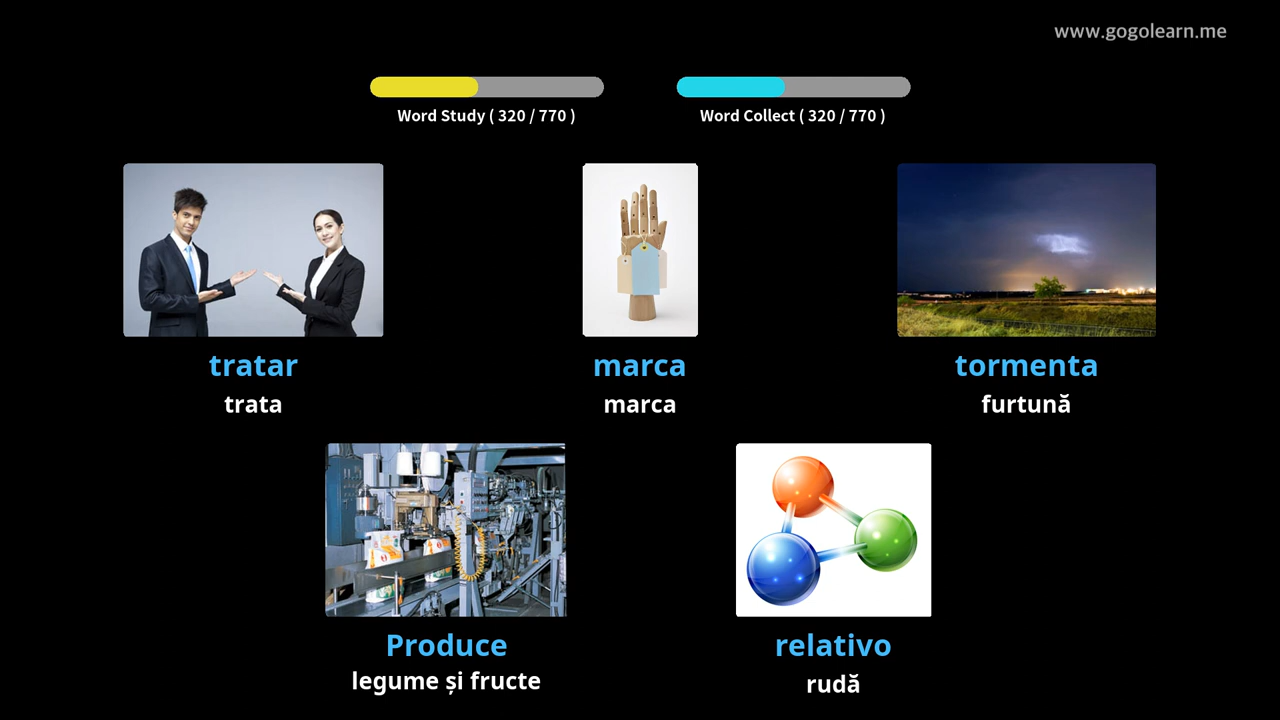 www.gogolearn.me
Word Study ( 320 / 770 )
Word Collect ( 320 / 770 )
tratar
trata
marca
marca
tormenta
furtună
Produce
legume și fructe
relativo
rudă